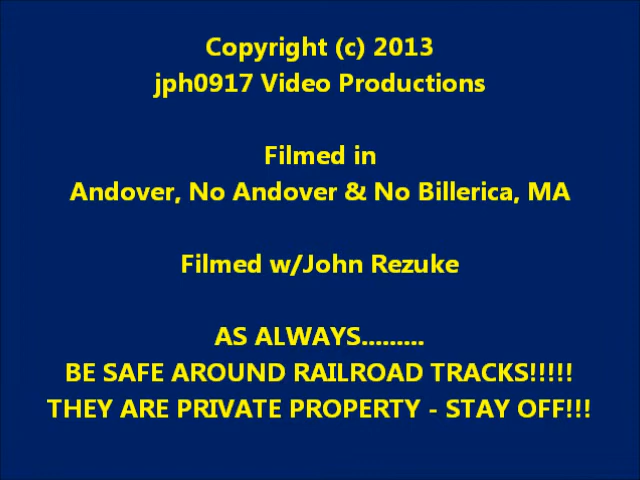 Copyright (c) 2013
jph0917 Video Productions
Filmed in
Andover, No Andover & No Billerica, MA
Filmed w/John Rezuke
AS ALWAYS.........
BE SAFE AROUND RAILROAD TRACKS!!!!!
THEY ARE PRIVATE PROPERTY - STAY OFF!!!